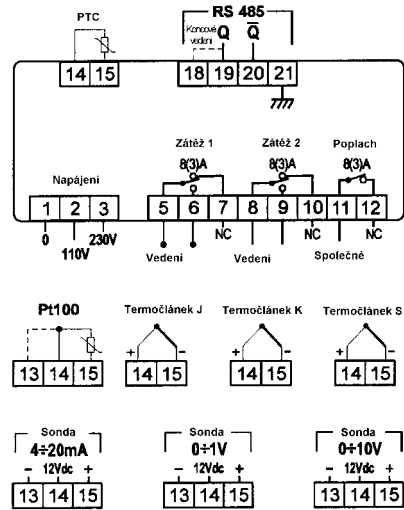 PTC
RS 485
Koncové vedení Q Q̅
14 15
18 19 20 21
Zátěž 1 Zátěž 2 Poplach
8(3)A 8(3)A 8(3)A
Napájení
1 2 3
5 6 7 8 9 10 11 12
0 110V 230V
NC NC NC
Vedení Vedení Společné
Pt100
Termočlánek J Termočlánek K Termočlánek S
+ − + − + −
13 14 15
14 15
14 15
14 15
Sonda Sonda Sonda
4÷20mA 0÷1V 0÷10V
− 12Vdc + − 12Vdc + − 12Vdc +
13 14 15 13 14 15 13 14 15